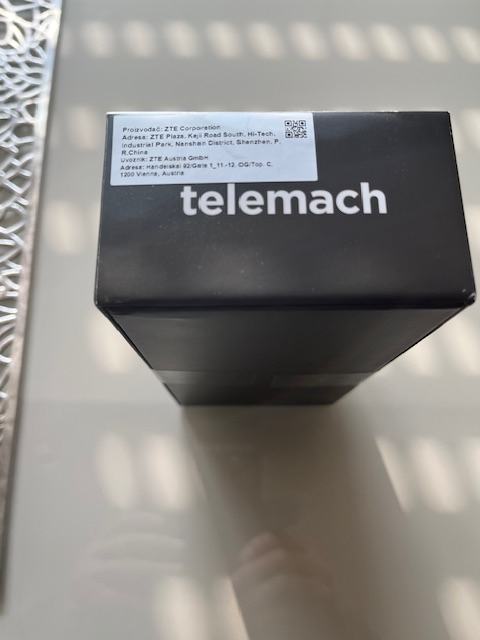 Proizvođač: ZTE Corporation
Adresa: ZTE Plaza, Keji Road South, Hi-Tech,
Industrial Park, Nanshan District, Shenzhen, P.
R.China
Uvoznik: ZTE Austria GmbH
Adresa: Handelskai 92/Gate 1_11.-12. OG/Top. C,
1200 Vienna, Austria
telemach